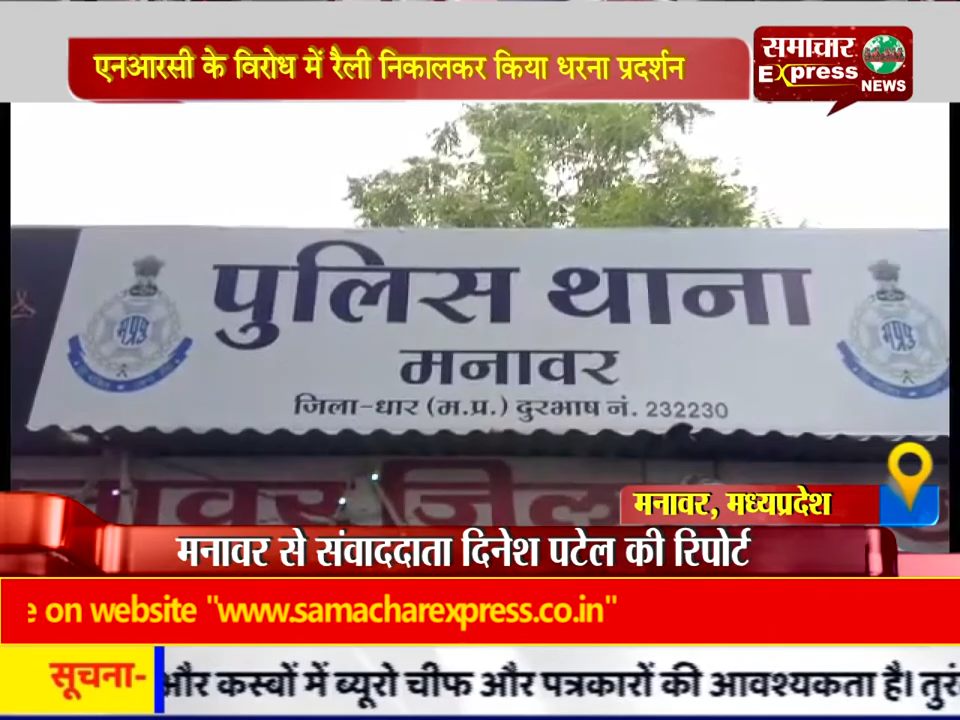 एनआरसी के विरोध में रैली निकालकर किया धरना प्रदर्शन
समाचार
Express
NEWS
पुलिस थाना
मनावर
जिला-धार (म.प्र.) दुरभाष नं. 232230
मनावर, मध्यप्रदेश
मनावर से संवाददाता दिनेश पटेल की रिपोर्ट
on website "www.samacharexpress.co.in"
सूचना- और कस्बों में ब्यूरो चीफ और पत्रकारों की आवश्यकता है।